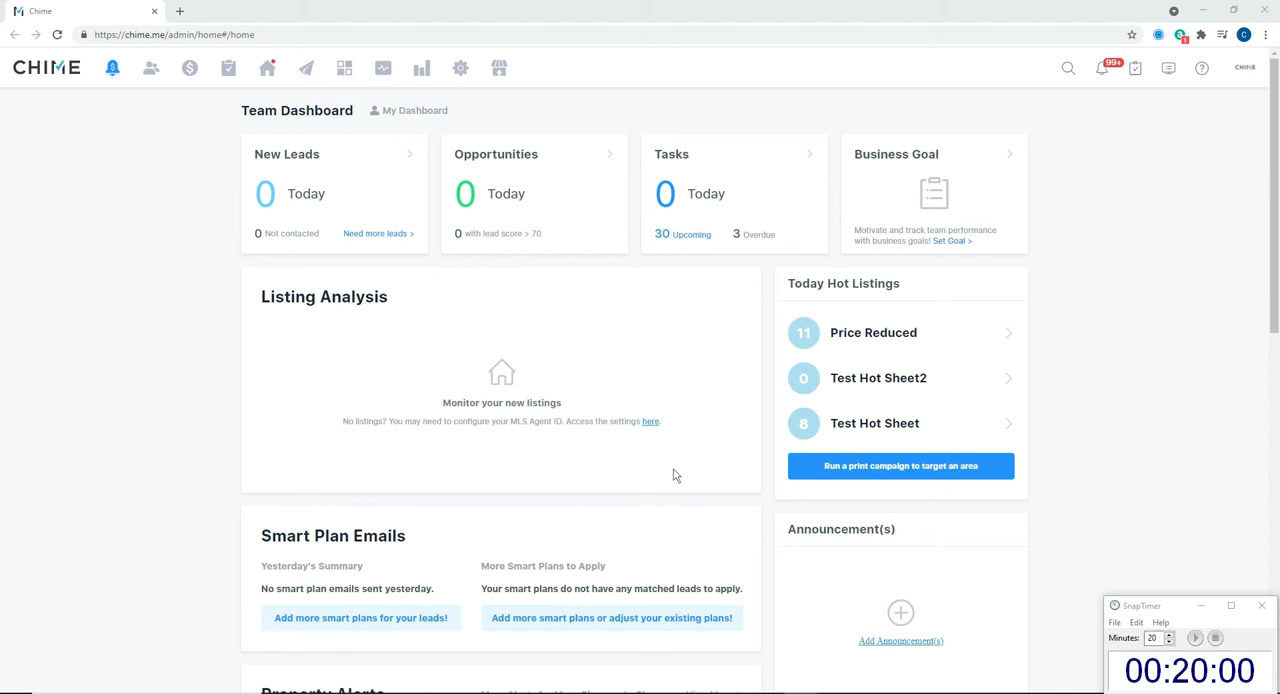 Chime
https://chime.me/admin/home#/home
1
C
CHIME
99+
CHIME
Team Dashboard My Dashboard
New Leads
0 Today
0 Not contacted Need more leads >
Opportunities
0 Today
0 with lead score > 70
Tasks
0 Today
30 Upcoming 3 Overdue
Business Goal
Motivate and track team performance
with business goals! Set Goal >
Listing Analysis
Monitor your new listings
No listings? You may need to configure your MLS Agent ID. Access the settings here.
Today Hot Listings
11 Price Reduced
0 Test Hot Sheet2
8 Test Hot Sheet
Run a print campaign to target an area
Smart Plan Emails
Yesterday's Summary
No smart plan emails sent yesterday.
Add more smart plans for your leads!
More Smart Plans to Apply
Your smart plans do not have any matched leads to apply.
Add more smart plans or adjust your existing plans!
Announcement(s)
Add Announcement(s)
Property Alerts
SnapTimer
File Edit Help
Minutes: 20
00:20:00